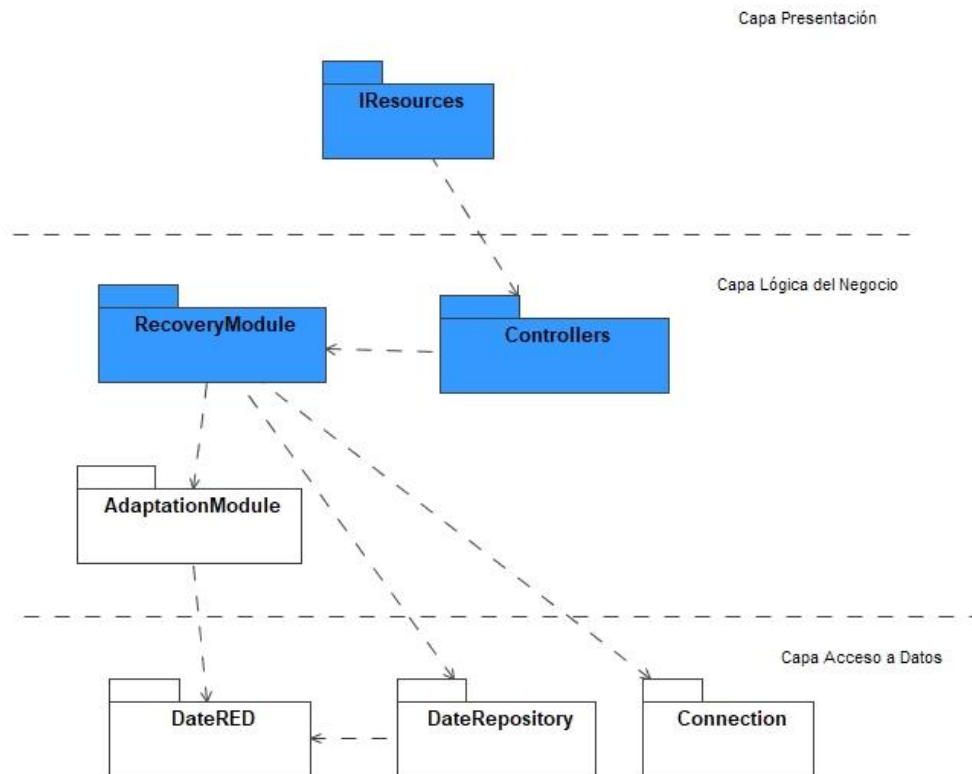 Capa Presentación
IResources
Capa Lógica del Negocio
RecoveryModule
Controllers
AdaptationModule
Capa Acceso a Datos
DateRED
DateRepository
Connection